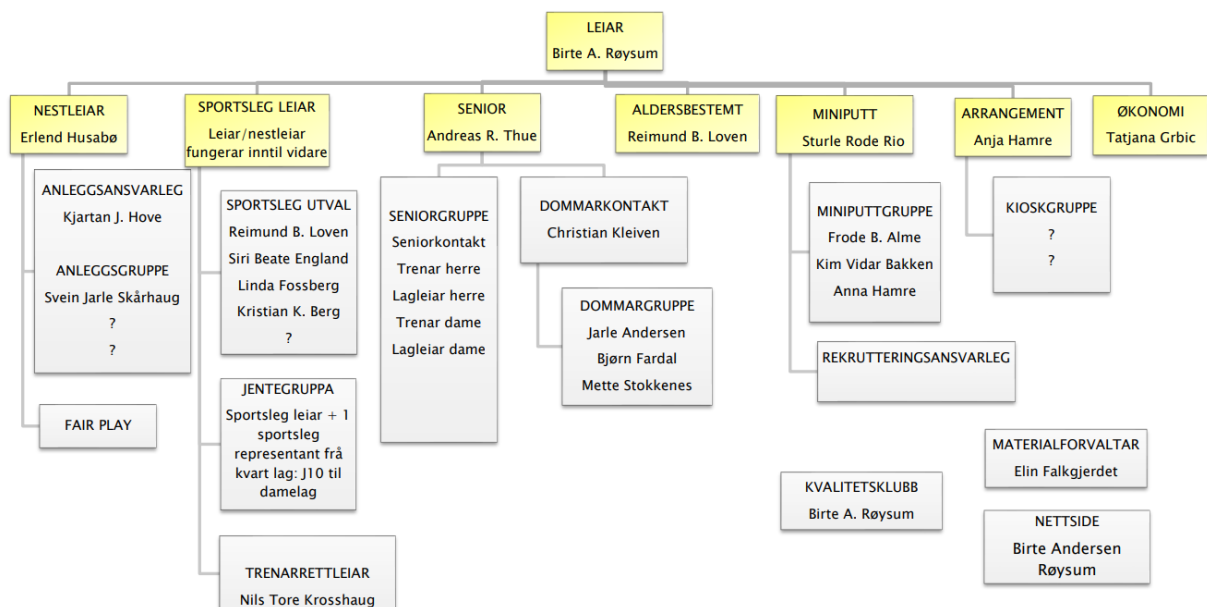 LEIAR
Birte A. Røysum
NESTLEIAR
Erlend Husabø
SPORTSLEG LEIAR
Leiar/nestleiar
fungerar inntil vidare
SENIOR
Andreas R. Thue
ALDERSBESTEMT
Reimund B. Loven
MINIPUTT
Sturle Rode Rio
ARRANGEMENT
Anja Hamre
ØKONOMI
Tatjana Grbic
ANLEGGSANSVARLEG
Kjartan J. Hove
ANLEGGSGRUPPE
Svein Jarle Skårhaug
?
?
FAIR PLAY
SPORTSLEG UTVAL
Reimund B. Loven
Siri Beate England
Linda Fossberg
Kristian K. Berg
?
JENTEGRUPPA
Sportsleg leiar + 1
sportsleg
representant frå
kvart lag: J10 til
damelag
TRENARRETTLEIAR
Nils Tore Krosshaug
SENIORGRUPPE
Seniorkontakt
Trenar herre
Lagleiar herre
Trenar dame
Lagleiar dame
DOMMARKONTAKT
Christian Kleiven
DOMMARGRUPPE
Jarle Andersen
Bjørn Fardal
Mette Stokkenes
MINIPUTTGRUPPE
Frode B. Alme
Kim Vidar Bakken
Anna Hamre
REKRUTTERINGSANSVARLEG
KIOSKGRUPPE
?
?
KVALITETSKLUBB
Birte A. Røysum
MATERIALFORVALTAR
Elin Falkgjerdet
NETTSIDE
Birte Andersen
Røysum